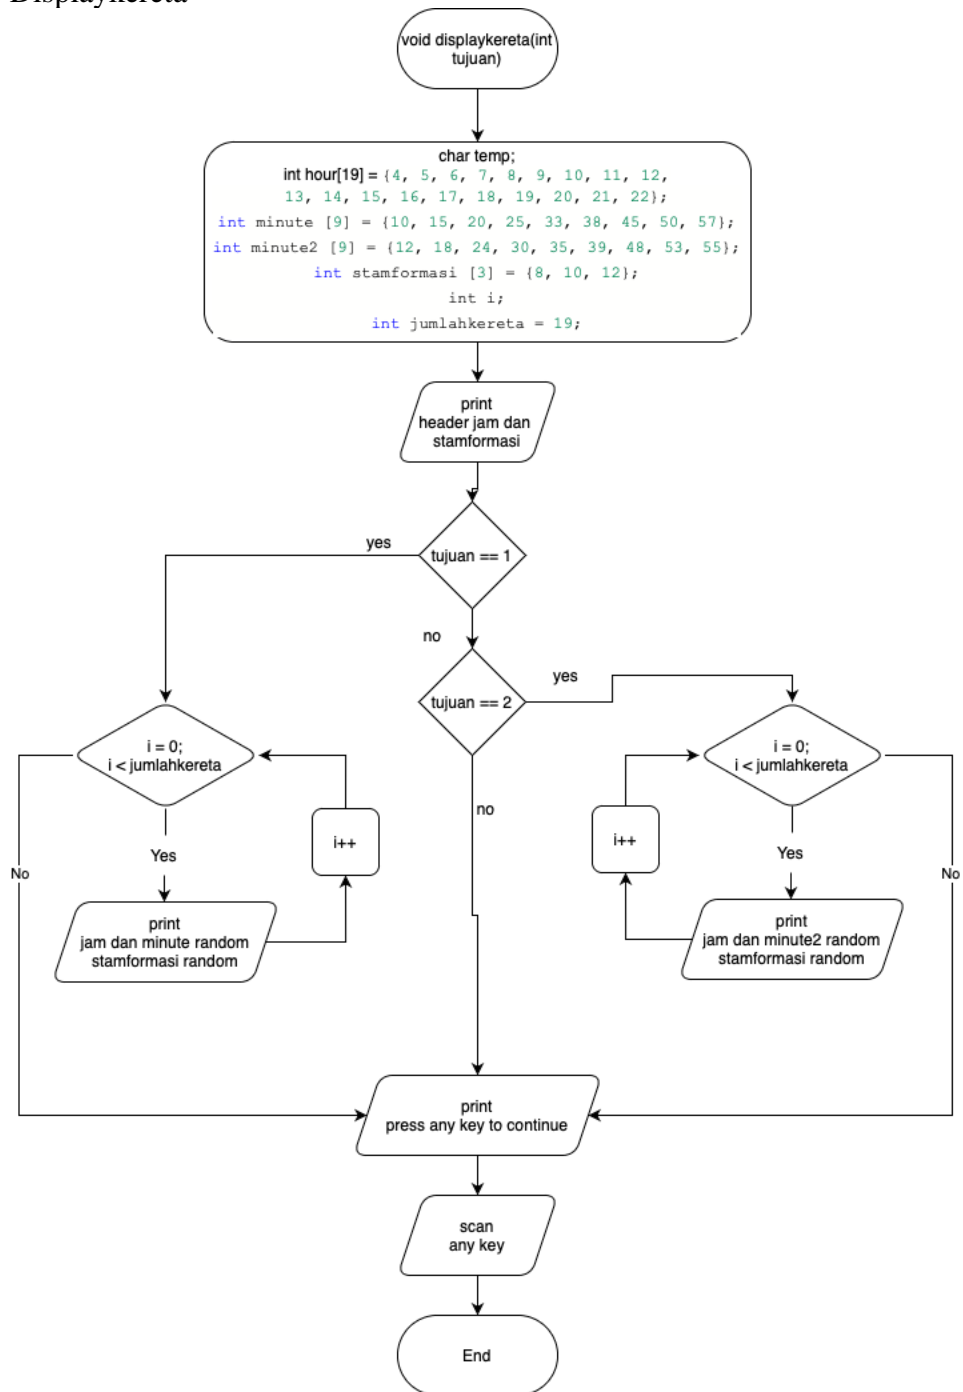 Displaykereta
void displaykereta(int
tujuan)
char temp;
int hour[19] = {4, 5, 6, 7, 8, 9, 10, 11, 12,
13, 14, 15, 16, 17, 18, 19, 20, 21, 22};
int minute [9] = {10, 15, 20, 25, 33, 38, 45, 50, 57};
int minute2 [9] = {12, 18, 24, 30, 35, 39, 48, 53, 55};
int stamformasi [3] = {8, 10, 12};
int i;
int jumlahkereta = 19;
print
header jam dan
stamformasi
yes
tujuan == 1
no
tujuan == 2
yes
i = 0;
i < jumlahkereta
i++
Yes
No
print
jam dan minute random
stamformasi random
no
i = 0;
i < jumlahkereta
i++
Yes
No
print
jam dan minute2 random
stamformasi random
print
press any key to continue
scan
any key
End